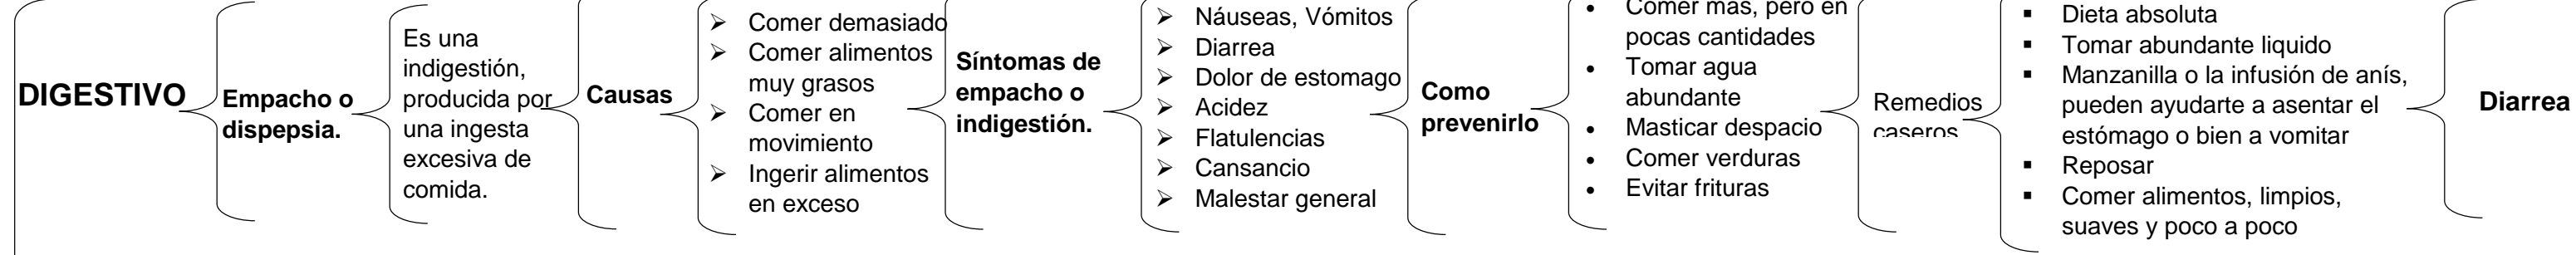 DIGESTIVO
Empacho o
dispepsia.
Es una
indigestión,
producida por
una ingesta
excesiva de
comida.
Causas
Comer demasiado
Comer alimentos
muy grasos
Comer en
movimiento
Ingerir alimentos
en exceso
Síntomas de
empacho o
indigestión.
Náuseas, Vómitos
Diarrea
Dolor de estomago
Acidez
Flatulencias
Cansancio
Malestar general
Como
prevenirlo
Comer más, pero en
pocas cantidades
Tomar agua
abundante
Masticar despacio
Comer verduras
Evitar frituras
Remedios
caseros
Dieta absoluta
Tomar abundante liquido
Manzanilla o la infusión de anís,
pueden ayudarte a asentar el
estómago o bien a vomitar
Reposar
Comer alimentos, limpios,
suaves y poco a poco
Diarrea